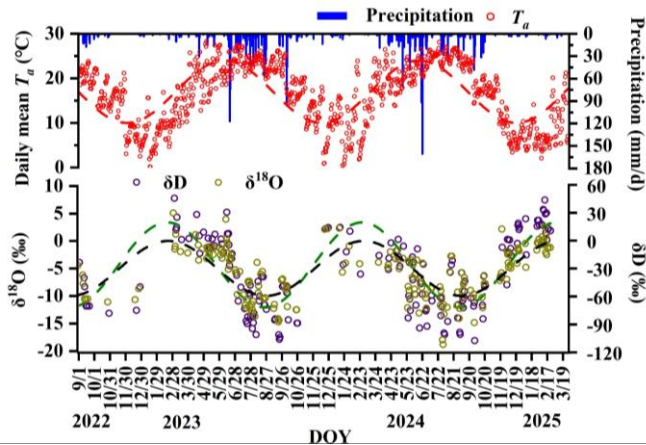 Precipitation Tₐ
Daily mean Tₐ (°C)
30
20
10
0
Precipitation (mm/d)
0
30
60
90
120
150
180
δD δ¹⁸O
δ¹⁸O (‰)
10
5
0
-5
-10
-15
-20
δD (‰)
60
30
0
-30
-60
-90
-120
9/1 10/1 10/31 11/30 12/30 1/29 2/28 3/30 4/29 5/29 6/28 7/28 8/27 9/26 10/26 11/25 12/25 1/24 2/23 3/24 4/23 5/23 6/22 7/22 8/21 9/20 10/20 11/19 12/19 1/18 2/17 3/19
2022 2023 2024 2025
DOY